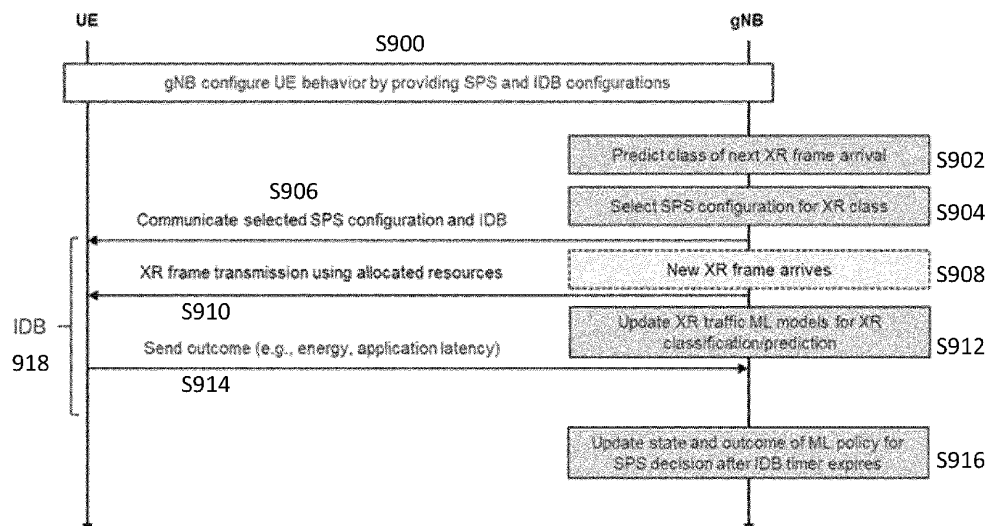 UE
gNB
S900
gNB configure UE behavior by providing SPS and IDB configurations
Predict class of next XR frame arrival
S902
S906
Select SPS configuration for XR class
S904
Communicate selected SPS configuration and IDB
XR frame transmission using allocated resources
New XR frame arrives
S908
S910
IDB
918
Update XR traffic ML models for XR
classification/prediction
S912
Send outcome (e.g., energy, application latency)
S914
Update state and outcome of ML policy for
SPS decision after IDB timer expires
S916